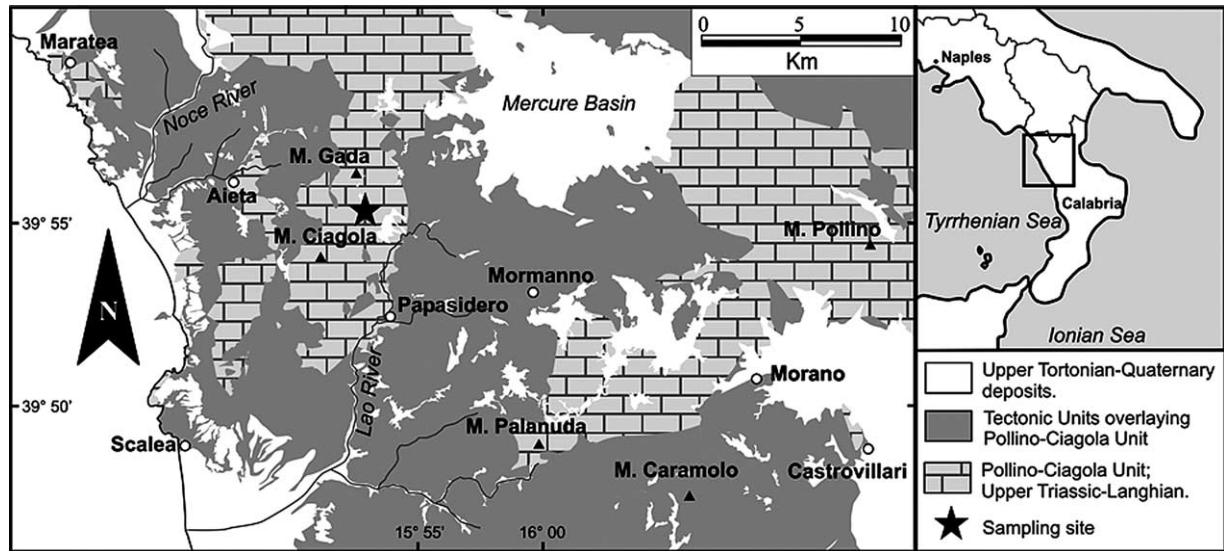 0 5 10
Km
Maratea
Noce River
Mercure Basin
M. Gada
Aieta
M. Ciagola
39° 55'
M. Pollino
Mormanno
Papasidero
N
Lao River
Morano
39° 50'
Scalea
M. Palanuda
M. Caramolo
Castrovillari
15° 55' 16° 00
Naples
Tyrrhenian Sea
Calabria
Ionian Sea
Upper Tortonian-Quaternary
deposits.
Tectonic Units overlaying
Pollino-Ciagola Unit
Pollino-Ciagola Unit;
Upper Triassic-Langhian.
Sampling site